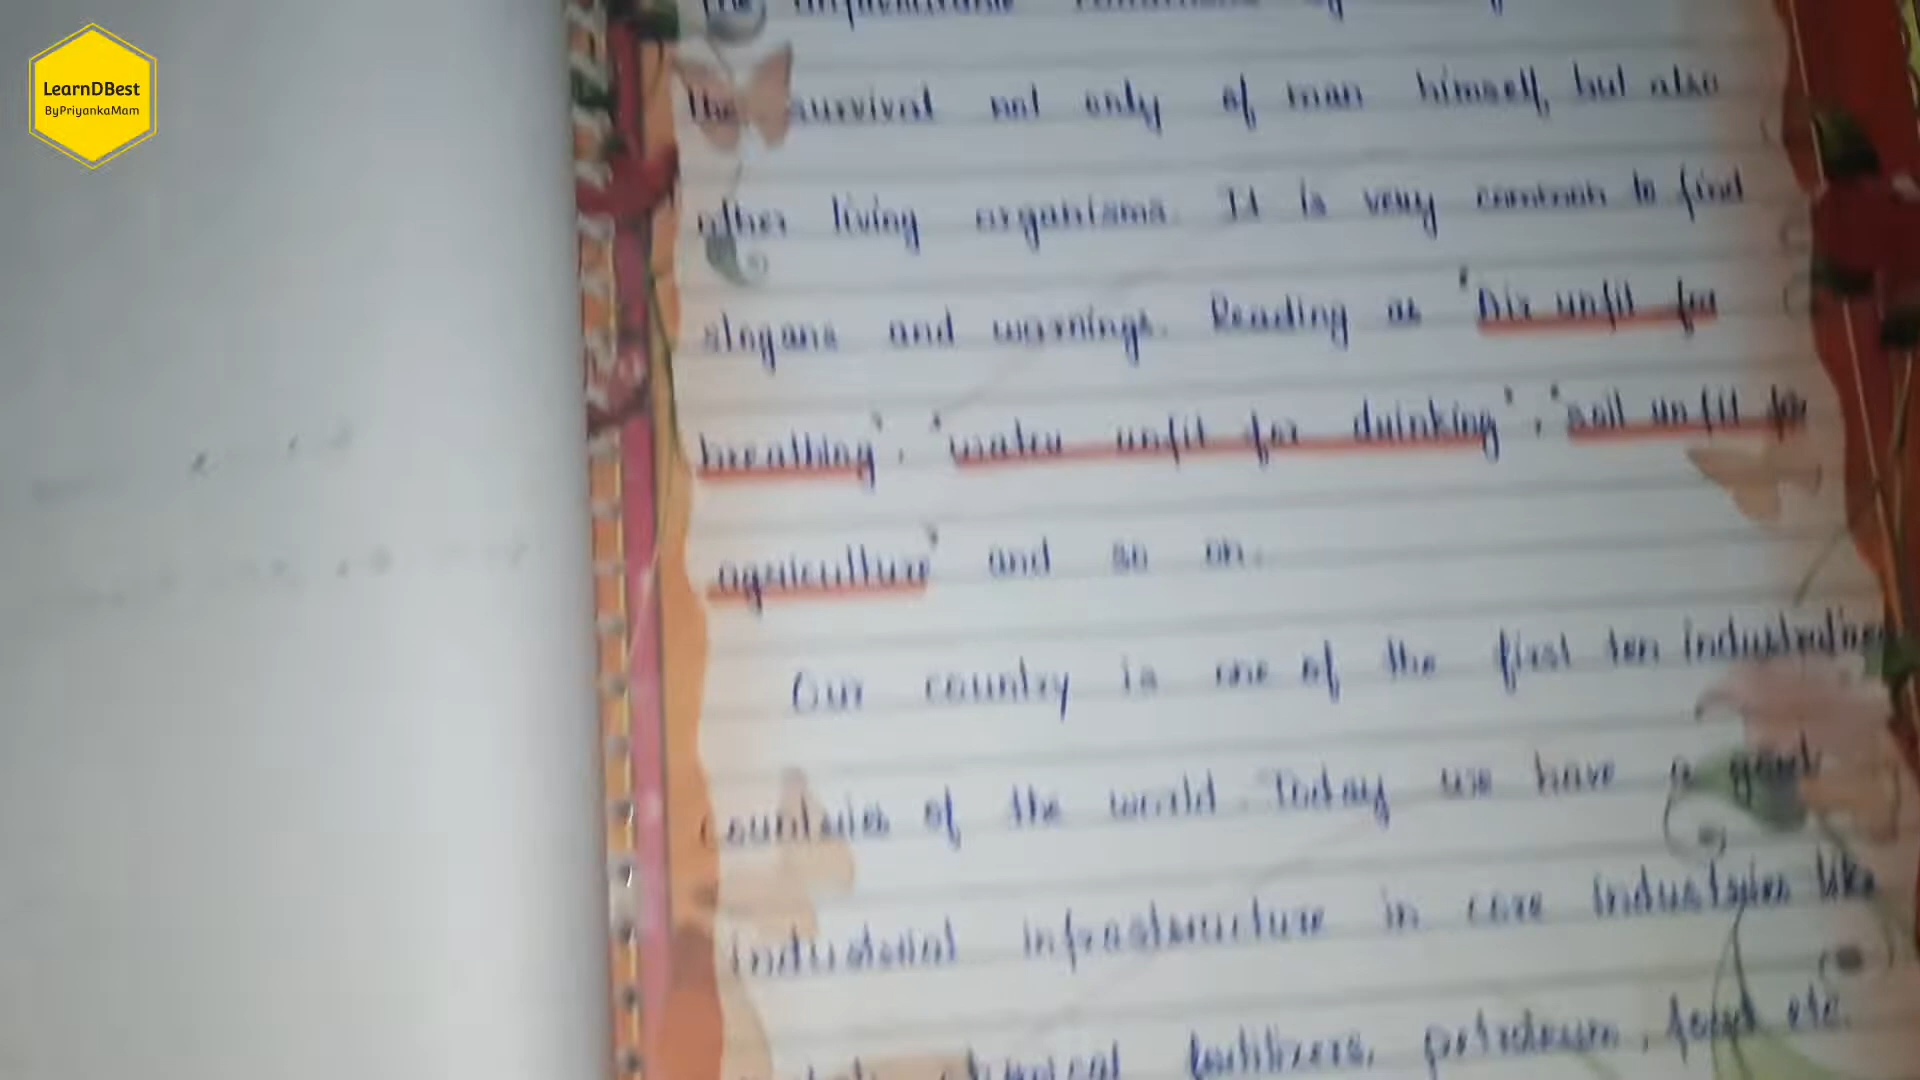 LearnDBest
ByPriyankaMam
the survival not only of man himself, but also
other living organisms. It is very common to find
slogans and warnings. Reading as 'Air unfit for
breathing', 'water unfit for drinking', 'soil unfit for
agriculture' and so on.
Our country is one of the first ten
countries of the world. Today we have a good
industrial infrastructure in core industries like
chemical fertilizers, petroleum, food etc.